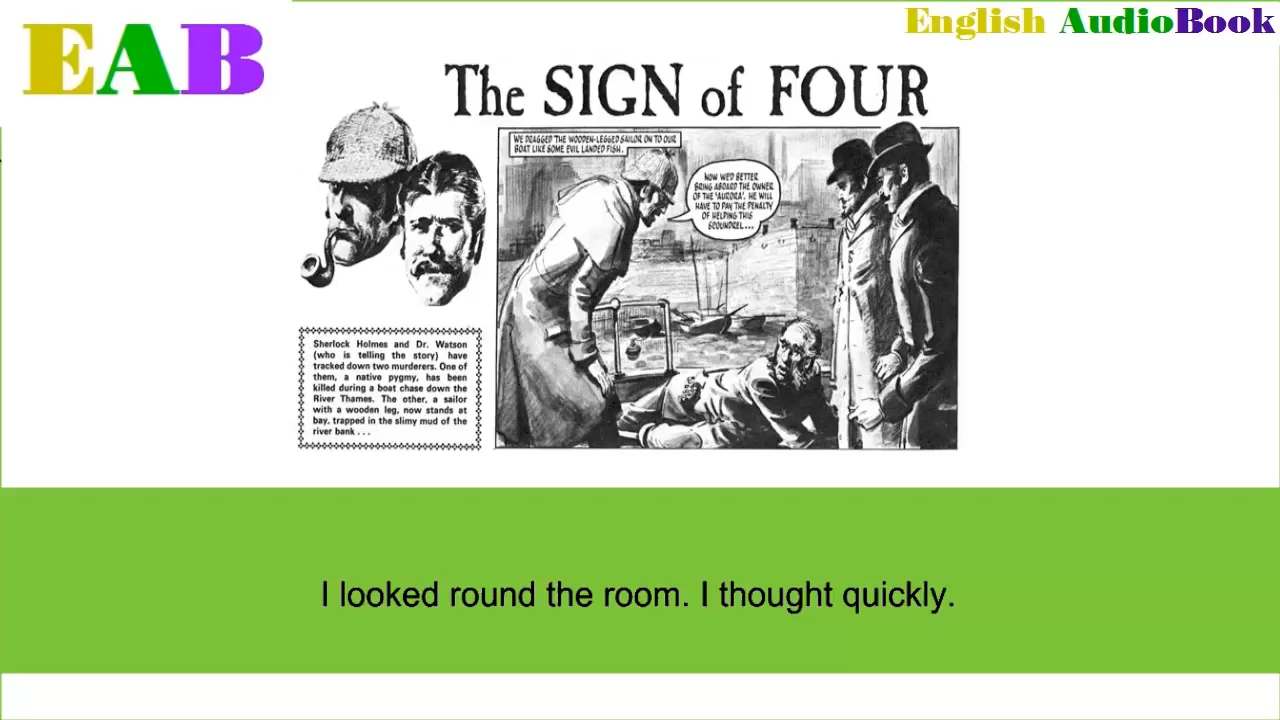 EAB
English AudioBook
The SIGN of FOUR
WE DRAGGED THE WOODEN-LEGGED SAILOR ON TO OUR
BOAT LIKE SOME EVIL LANDED FISH.
NOW WE'D BETTER
BRING ABOARD THE OWNER
OF THE 'AURORA'. HE WILL
HAVE TO PAY THE PENALTY
OF HELPING THIS
SCOUNDREL...
Sherlock Holmes and Dr. Watson
(who is telling the story) have
tracked down two murderers. One of
them, a native pygmy, has been
killed during a boat chase down the
River Thames. The other, a sailor
with a wooden leg, now stands at
bay, trapped in the slimy mud of the
river bank . . .
I looked round the room. I thought quickly.